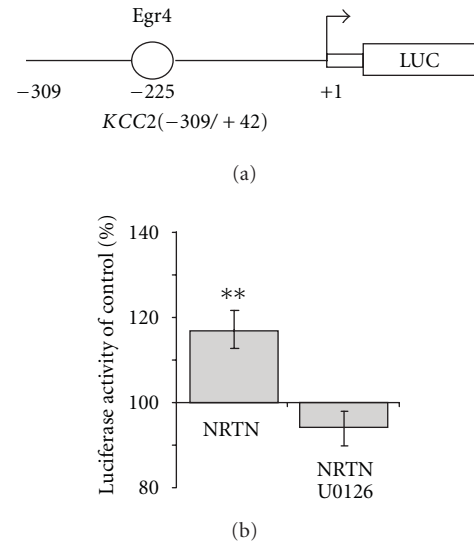 Egr4
LUC
−309
−225
+1
KCC2(−309/+42)
(a)
Luciferase activity of control (%)
140
120
100
80
**
NRTN
NRTN
U0126
(b)